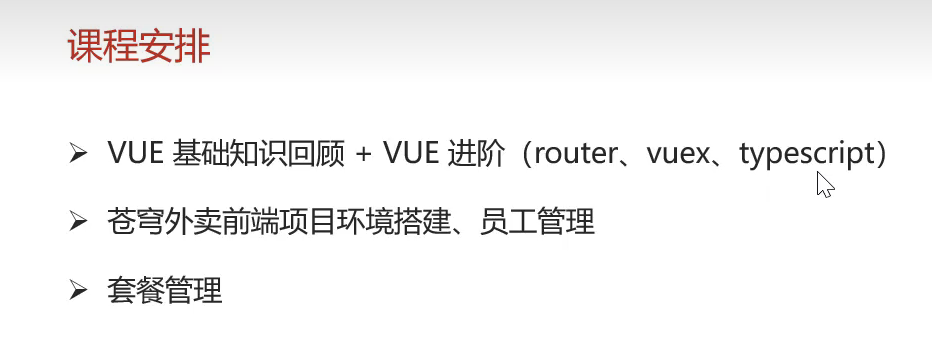 课程安排
➢ VUE 基础知识回顾 + VUE 进阶（router、vuex、typescript）
➢ 苍穹外卖前端项目环境搭建、员工管理
➢ 套餐管理